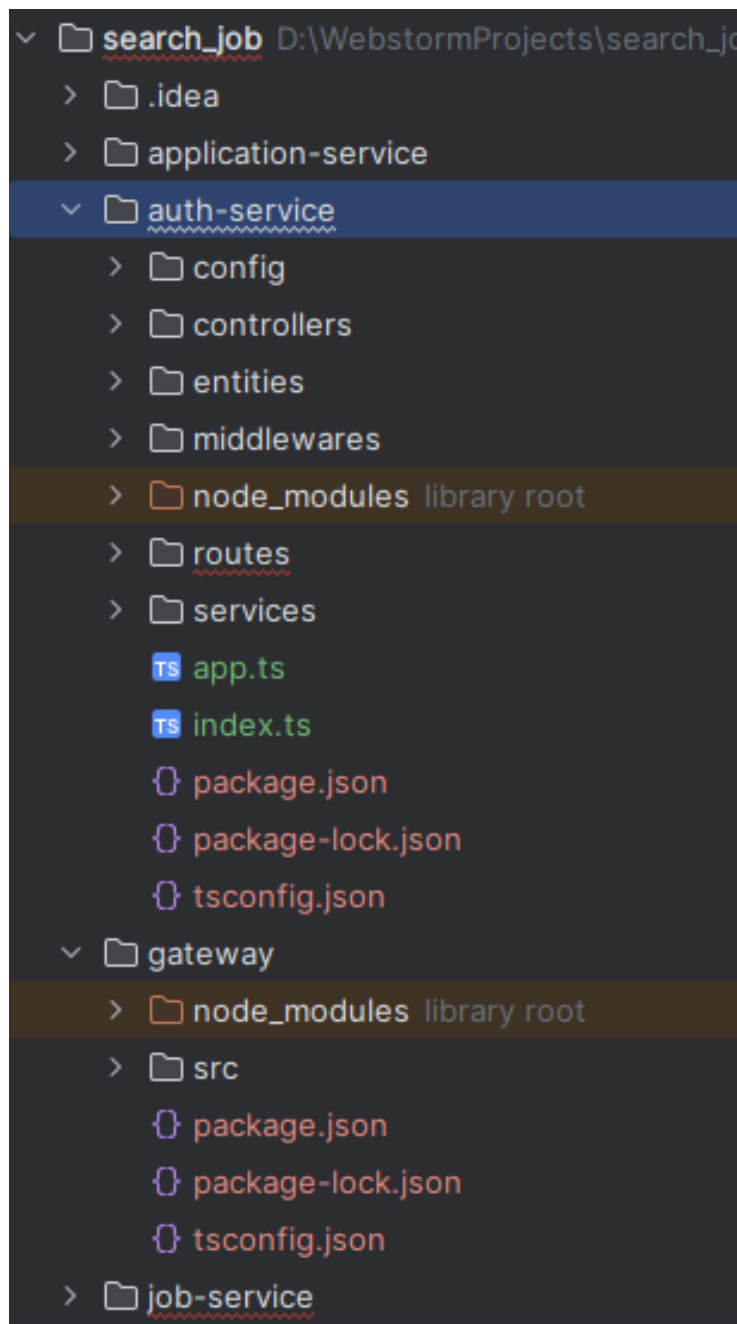 search_job D:\WebstormProjects\search_jo
.idea
application-service
auth-service
config
controllers
entities
middlewares
node_modules library root
routes
services
TS app.ts
TS index.ts
{} package.json
{} package-lock.json
{} tsconfig.json
gateway
node_modules library root
src
{} package.json
{} package-lock.json
{} tsconfig.json
job-service